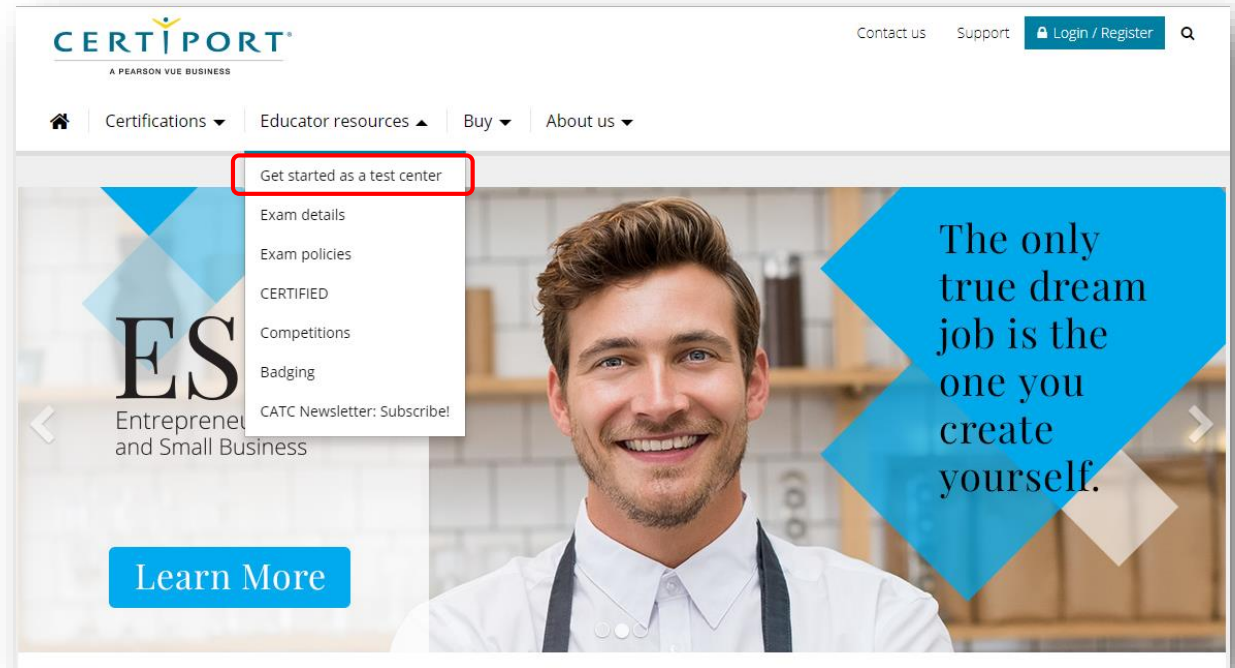 CERTIPORT
A PEARSON VUE BUSINESS
Contact us Support Login / Register
Certifications Educator resources Buy About us
Get started as a test center
Exam details
Exam policies
CERTIFIED
Competitions
Badging
CATC Newsletter: Subscribe!
ES
and Small Business
Learn More
The only
true dream
job is the
one you
create
yourself.